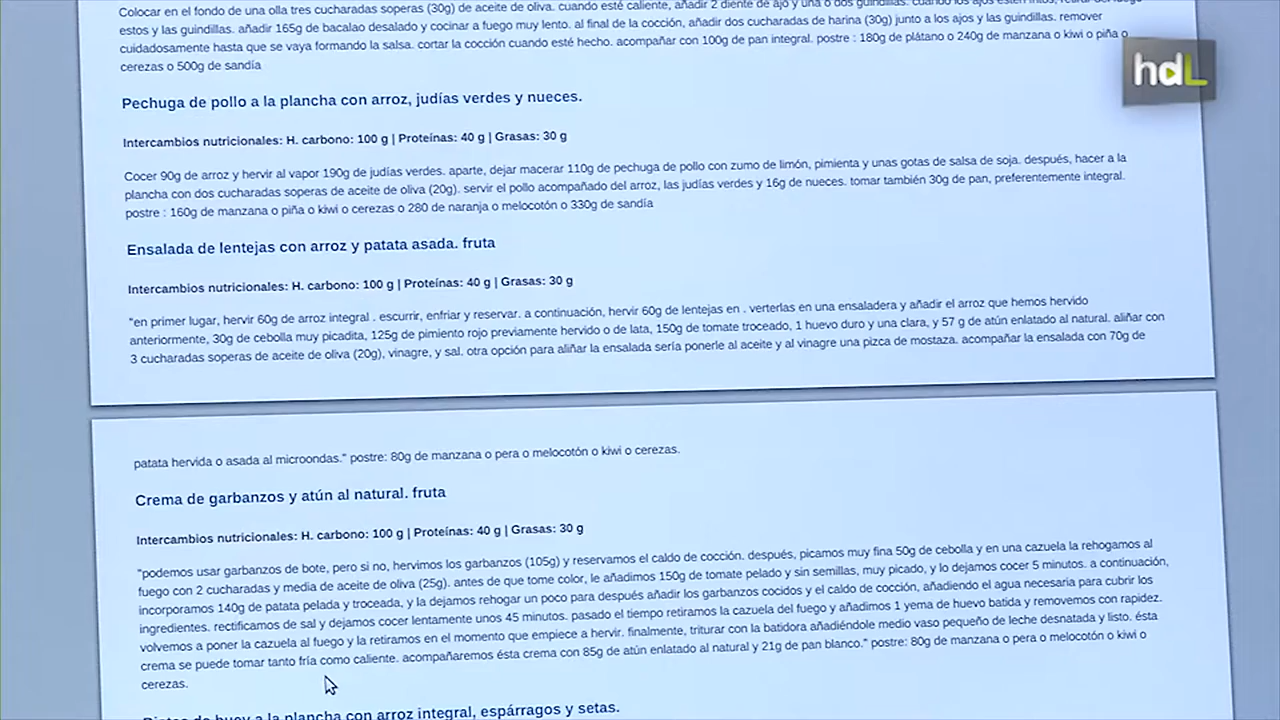 Colocar en el fondo de una olla tres cucharadas soperas (30g) de aceite de oliva. cuando esté caliente, añadir 2 diente de ajo y una o dos guindillas. cuando los ajos estén fritos,
estos y las guindillas. añadir 165g de bacalao desalado y cocinar a fuego muy lento. al final de la cocción, añadir dos cucharadas de harina (30g) junto a los ajos y las guindillas. remover
cuidadosamente hasta que se vaya formando la salsa. cortar la cocción cuando esté hecho. acompañar con 100g de pan integral. postre : 180g de plátano o 240g de manzana o kiwi o piña o
cerezas o 500g de sandía
hdL
Pechuga de pollo a la plancha con arroz, judías verdes y nueces.
Intercambios nutricionales: H. carbono: 100 g | Proteínas: 40 g | Grasas: 30 g
Cocer 90g de arroz y hervir al vapor 190g de judías verdes. aparte, dejar macerar 110g de pechuga de pollo con zumo de limón, pimienta y unas gotas de salsa de soja. después, hacer a la
plancha con dos cucharadas soperas de aceite de oliva (20g). servir el pollo acompañado del arroz, las judías verdes y 16g de nueces. tomar también 30g de pan, preferentemente integral.
postre : 160g de manzana o piña o kiwi o cerezas o 280 de naranja o melocotón o 330g de sandía
Ensalada de lentejas con arroz y patata asada. fruta
Intercambios nutricionales: H. carbono: 100 g | Proteínas: 40 g | Grasas: 30 g
"en primer lugar, hervir 60g de arroz integral . escurrir, enfriar y reservar. a continuación, hervir 60g de lentejas en . verterlas en una ensaladera y añadir el arroz que hemos hervido
anteriormente, 30g de cebolla muy picadita, 125g de pimiento rojo previamente hervido o de lata, 150g de tomate troceado, 1 huevo duro y una clara, y 57 g de atún enlatado al natural. aliñar con
3 cucharadas soperas de aceite de oliva (20g), vinagre, y sal. otra opción para aliñar la ensalada sería ponerle al aceite y al vinagre una pizca de mostaza. acompañar la ensalada con 70g de
patata hervida o asada al microondas." postre: 80g de manzana o pera o melocotón o kiwi o cerezas.
Crema de garbanzos y atún al natural. fruta
Intercambios nutricionales: H. carbono: 100 g | Proteínas: 40 g | Grasas: 30 g
"podemos usar garbanzos de bote, pero si no, hervimos los garbanzos (105g) y reservamos el caldo de cocción. después, picamos muy fina 50g de cebolla y en una cazuela la rehogamos al
fuego con 2 cucharadas y media de aceite de oliva (25g). antes de que tome color, le añadimos 150g de tomate pelado y sin semillas, muy picado, y lo dejamos cocer 5 minutos. a continuación,
incorporamos 140g de patata pelada y troceada, y la dejamos rehogar un poco para después añadir los garbanzos cocidos y el caldo de cocción, añadiendo el agua necesaria para cubrir los
ingredientes. rectificamos de sal y dejamos cocer lentamente unos 45 minutos. pasado el tiempo retiramos la cazuela del fuego y añadimos 1 yema de huevo batida y removemos con rapidez.
volvemos a poner la cazuela al fuego y la retiramos en el momento que empiece a hervir. finalmente, triturar con la batidora añadiéndole medio vaso pequeño de leche desnatada y listo. ésta
crema se puede tomar tanto fría como caliente. acompañaremos ésta crema con 85g de atún enlatado al natural y 21g de pan blanco." postre: 80g de manzana o pera o melocotón o kiwi o
cerezas.
de buey a la plancha con arroz integral, espárragos y setas.